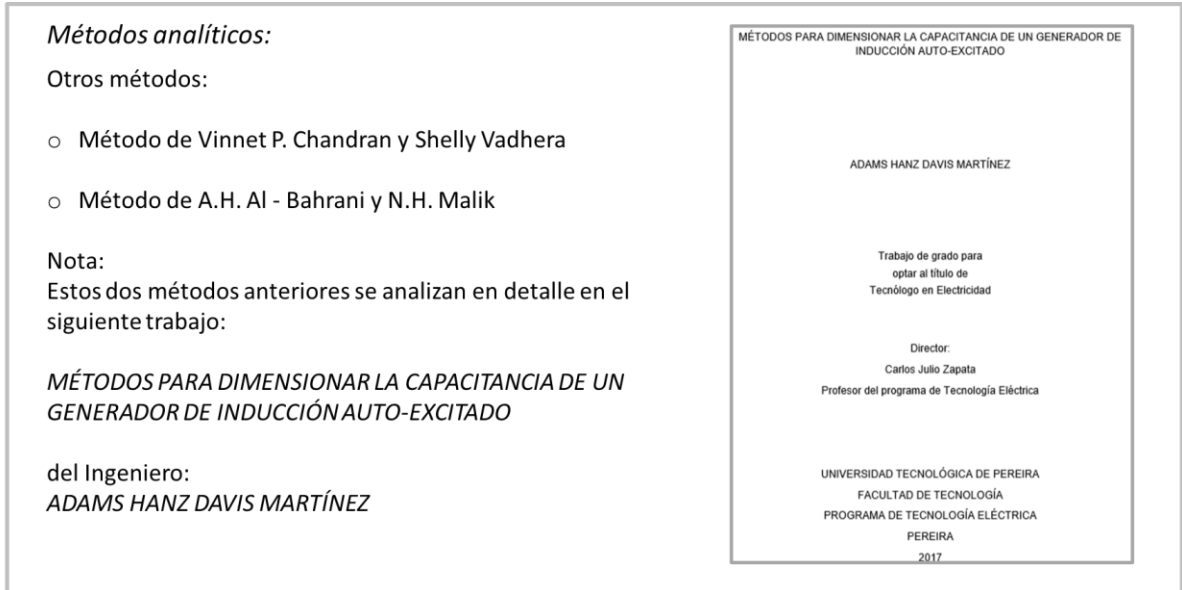 Métodos analíticos:
Otros métodos:
o Método de Vinnet P. Chandran y Shelly Vadhera
o Método de A.H. Al - Bahrani y N.H. Malik
Nota:
Estos dos métodos anteriores se analizan en detalle en el
siguiente trabajo:
MÉTODOS PARA DIMENSIONAR LA CAPACITANCIA DE UN
GENERADOR DE INDUCCIÓN AUTO-EXCITADO
del Ingeniero:
ADAMS HANZ DAVIS MARTÍNEZ
MÉTODOS PARA DIMENSIONAR LA CAPACITANCIA DE UN GENERADOR DE
INDUCCIÓN AUTO-EXCITADO
ADAMS HANZ DAVIS MARTÍNEZ
Trabajo de grado para
optar al título de
Tecnólogo en Electricidad
Director:
Carlos Julio Zapata
Profesor del programa de Tecnología Eléctrica
UNIVERSIDAD TECNOLÓGICA DE PEREIRA
FACULTAD DE TECNOLOGÍA
PROGRAMA DE TECNOLOGÍA ELÉCTRICA
PEREIRA
2017